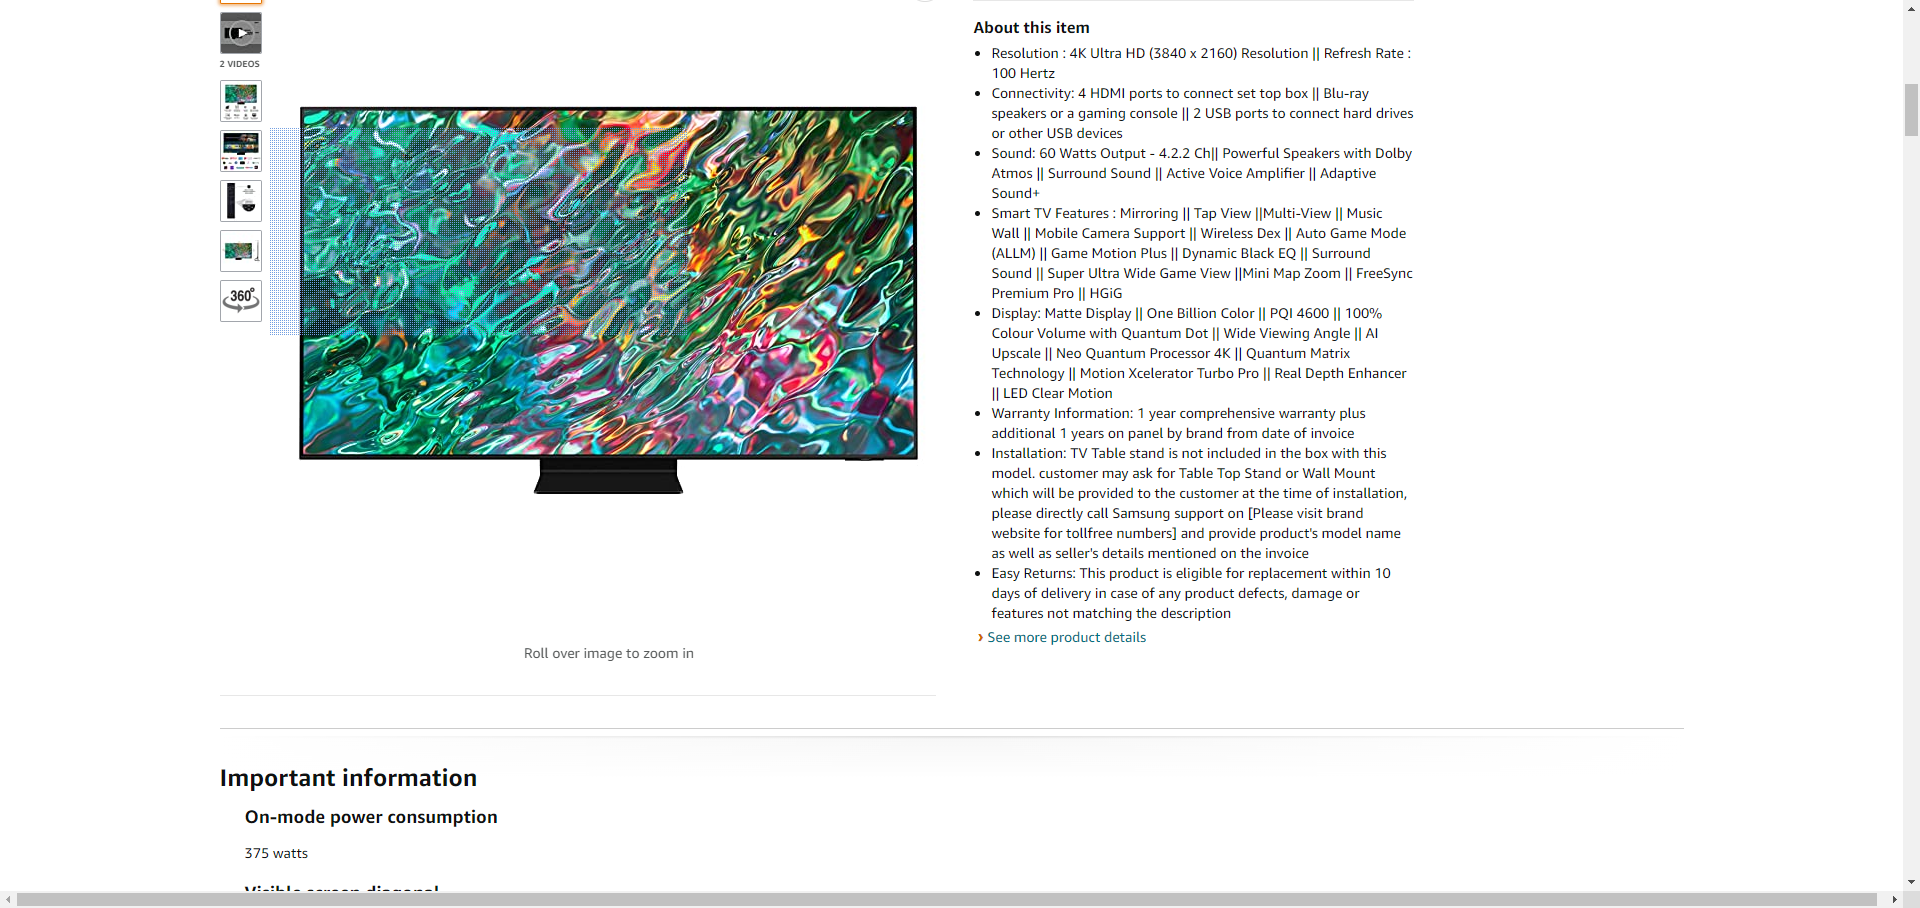 2 VIDEOS
360°
Roll over image to zoom in
About this item
Resolution : 4K Ultra HD (3840 x 2160) Resolution || Refresh Rate :
100 Hertz
Connectivity: 4 HDMI ports to connect set top box || Blu-ray
speakers or a gaming console || 2 USB ports to connect hard drives
or other USB devices
Sound: 60 Watts Output - 4.2.2 Ch|| Powerful Speakers with Dolby
Atmos || Surround Sound || Active Voice Amplifier || Adaptive
Sound+
Smart TV Features : Mirroring || Tap View ||Multi-View || Music
Wall || Mobile Camera Support || Wireless Dex || Auto Game Mode
(ALLM) || Game Motion Plus || Dynamic Black EQ || Surround
Sound || Super Ultra Wide Game View ||Mini Map Zoom || FreeSync
Premium Pro || HGiG
Display: Matte Display || One Billion Color || PQI 4600 || 100%
Colour Volume with Quantum Dot || Wide Viewing Angle || AI
Upscale || Neo Quantum Processor 4K || Quantum Matrix
Technology || Motion Xcelerator Turbo Pro || Real Depth Enhancer
|| LED Clear Motion
Warranty Information: 1 year comprehensive warranty plus
additional 1 years on panel by brand from date of invoice
Installation: TV Table stand is not included in the box with this
model. customer may ask for Table Top Stand or Wall Mount
which will be provided to the customer at the time of installation,
please directly call Samsung support on [Please visit brand
website for tollfree numbers] and provide product's model name
as well as seller's details mentioned on the invoice
Easy Returns: This product is eligible for replacement within 10
days of delivery in case of any product defects, damage or
features not matching the description
› See more product details
Important information
On-mode power consumption
375 watts
Visible screen diagonal